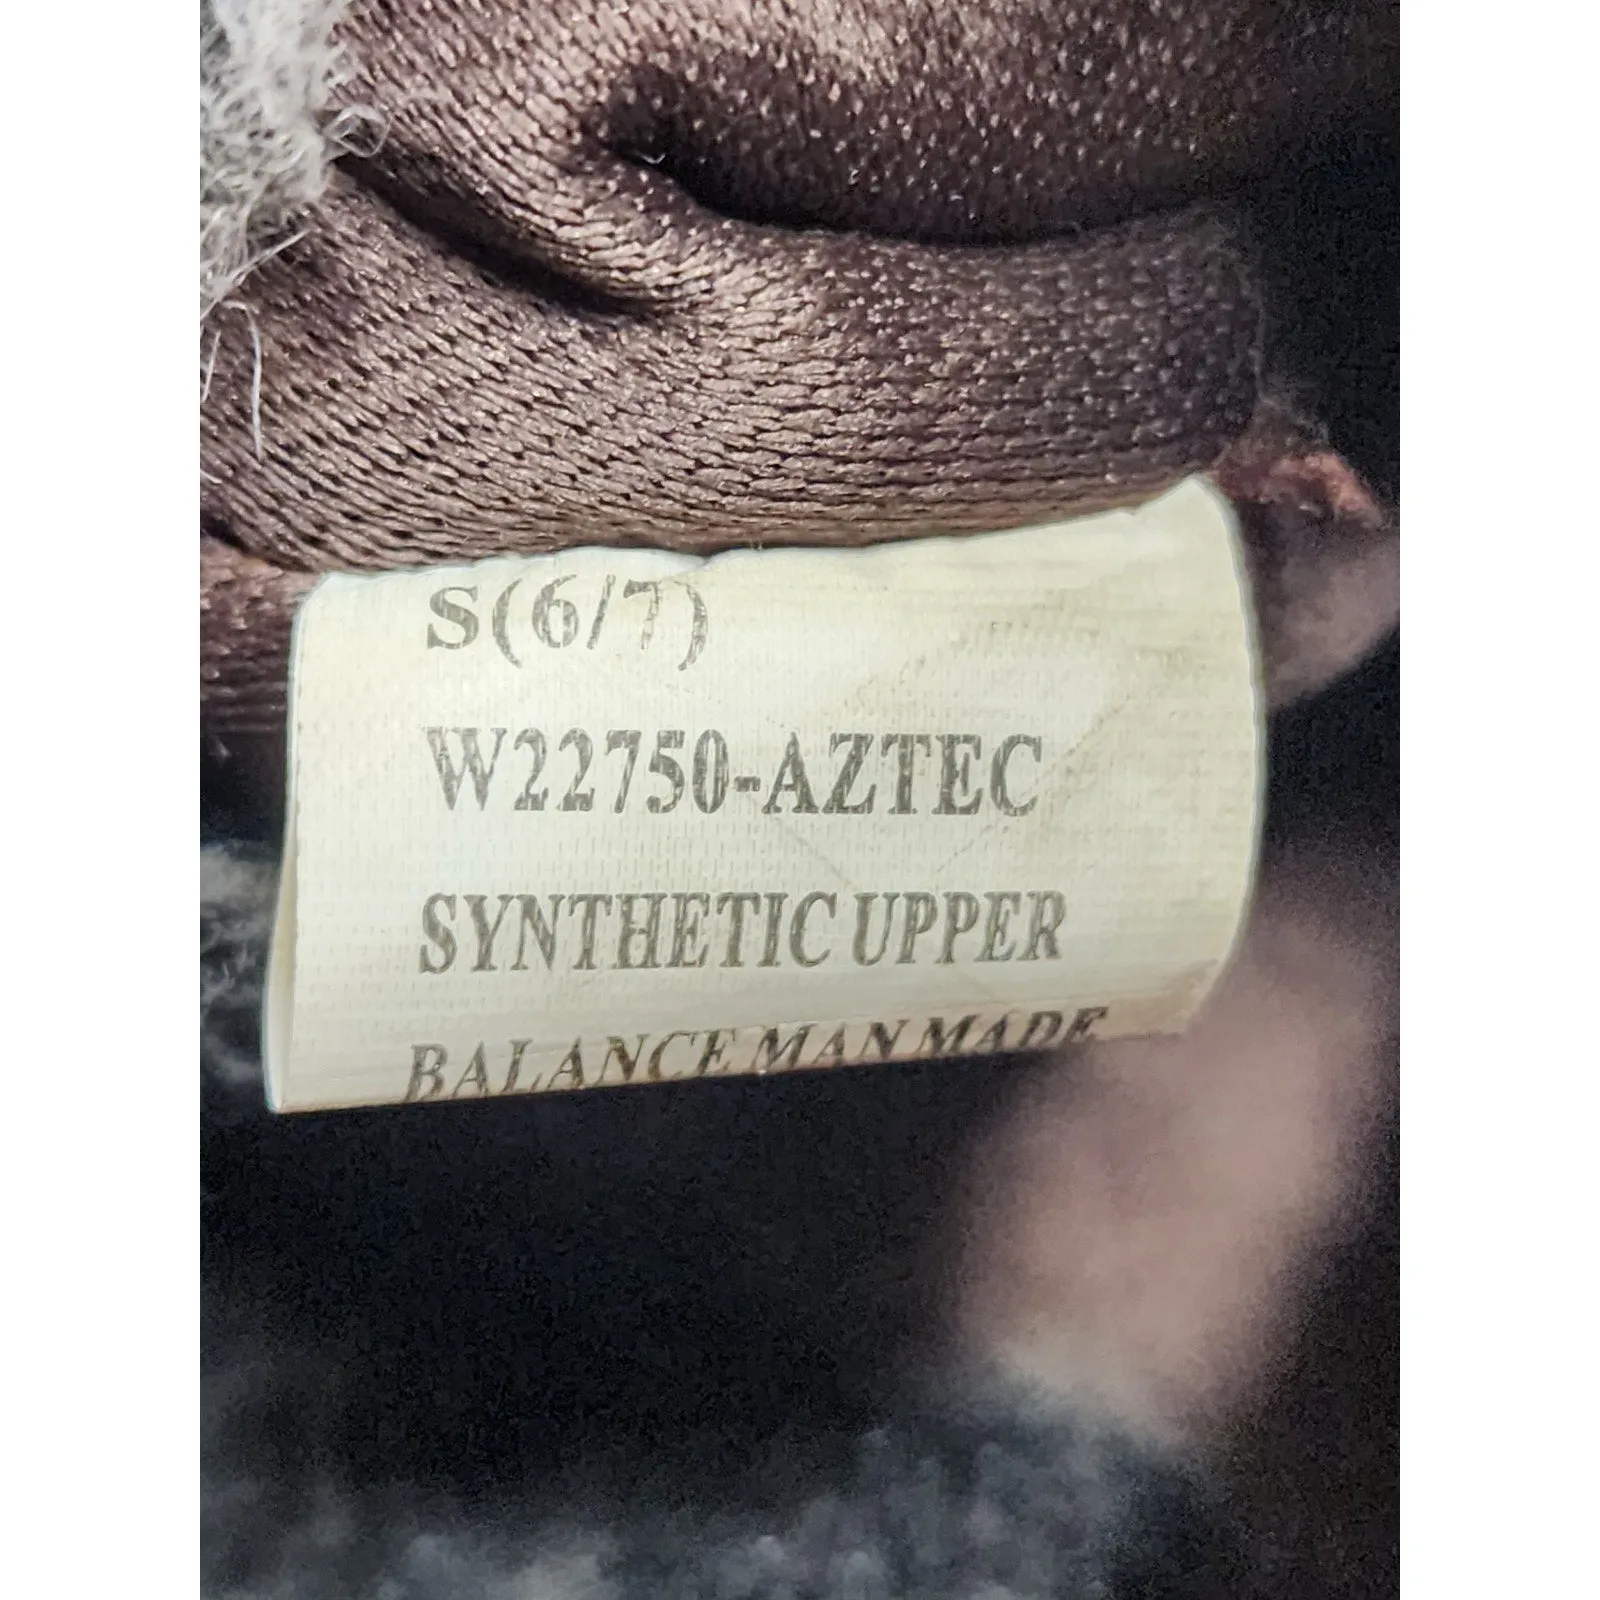 S(6/7)
W22750-AZTEC
SYNTHETIC UPPER
BALANCE MAN MADE